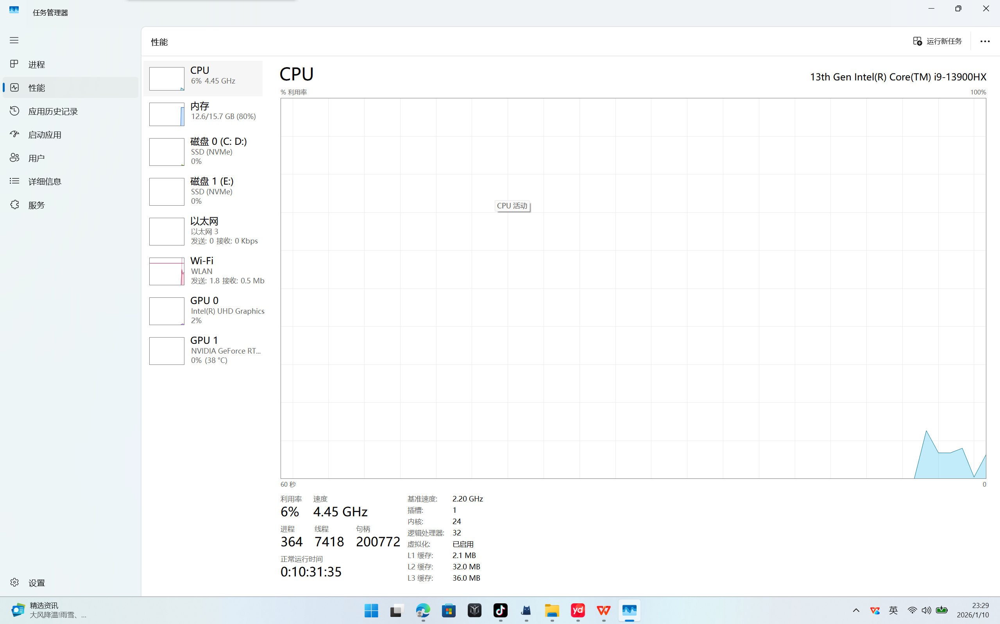 任务管理器
性能
运行新任务
进程
性能
应用历史记录
启动应用
用户
详细信息
服务
设置
CPU
6% 4.45 GHz
内存
12.6/15.7 GB (80%)
磁盘 0 (C: D:)
SSD (NVMe)
0%
磁盘 1 (E:)
SSD (NVMe)
0%
以太网
以太网 3
发送: 0 接收: 0 Kbps
Wi-Fi
WLAN
发送: 1.8 接收: 0.5 Mb
GPU 0
Intel(R) UHD Graphics
2%
GPU 1
NVIDIA GeForce RT...
0% (38 °C)
CPU
13th Gen Intel(R) Core(TM) i9-13900HX
% 利用率
100%
CPU 活动
60 秒
0
利用率 速度
6% 4.45 GHz
进程 线程 句柄
364 7418 200772
正常运行时间
0:10:31:35
基准速度: 2.20 GHz
插槽: 1
内核: 24
逻辑处理器: 32
虚拟化: 已启用
L1 缓存: 2.1 MB
L2 缓存: 32.0 MB
L3 缓存: 36.0 MB
精选资讯
大风降温!雨雪、...
yd
英
23:29
2026/1/10